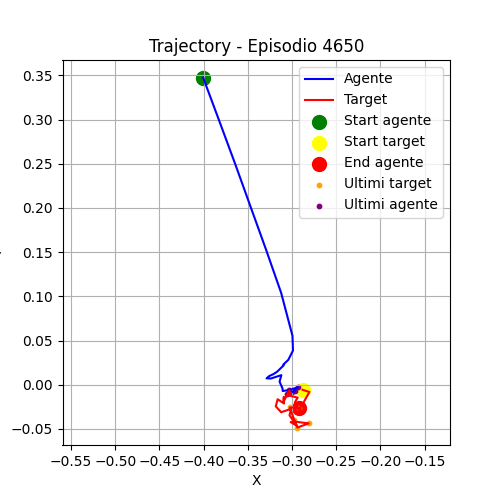 Trajectory - Episodio 4650
Agente
Target
Start agente
Start target
End agente
Ultimi target
Ultimi agente
0.35
0.30
0.25
0.20
0.15
0.10
0.05
0.00
−0.05
−0.55 −0.50 −0.45 −0.40 −0.35 −0.30 −0.25 −0.20 −0.15
X